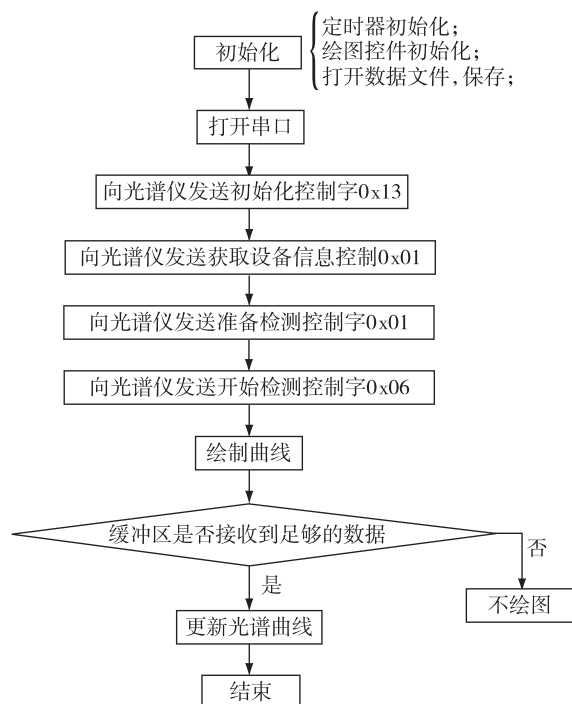 初始化
定时器初始化;
绘图控件初始化;
打开数据文件,保存;
打开串口
向光谱仪发送初始化控制字0x13
向光谱仪发送获取设备信息控制0x01
向光谱仪发送准备检测控制字0x01
向光谱仪发送开始检测控制字0x06
绘制曲线
缓冲区是否接收到足够的数据
否
是
不绘图
更新光谱曲线
结束